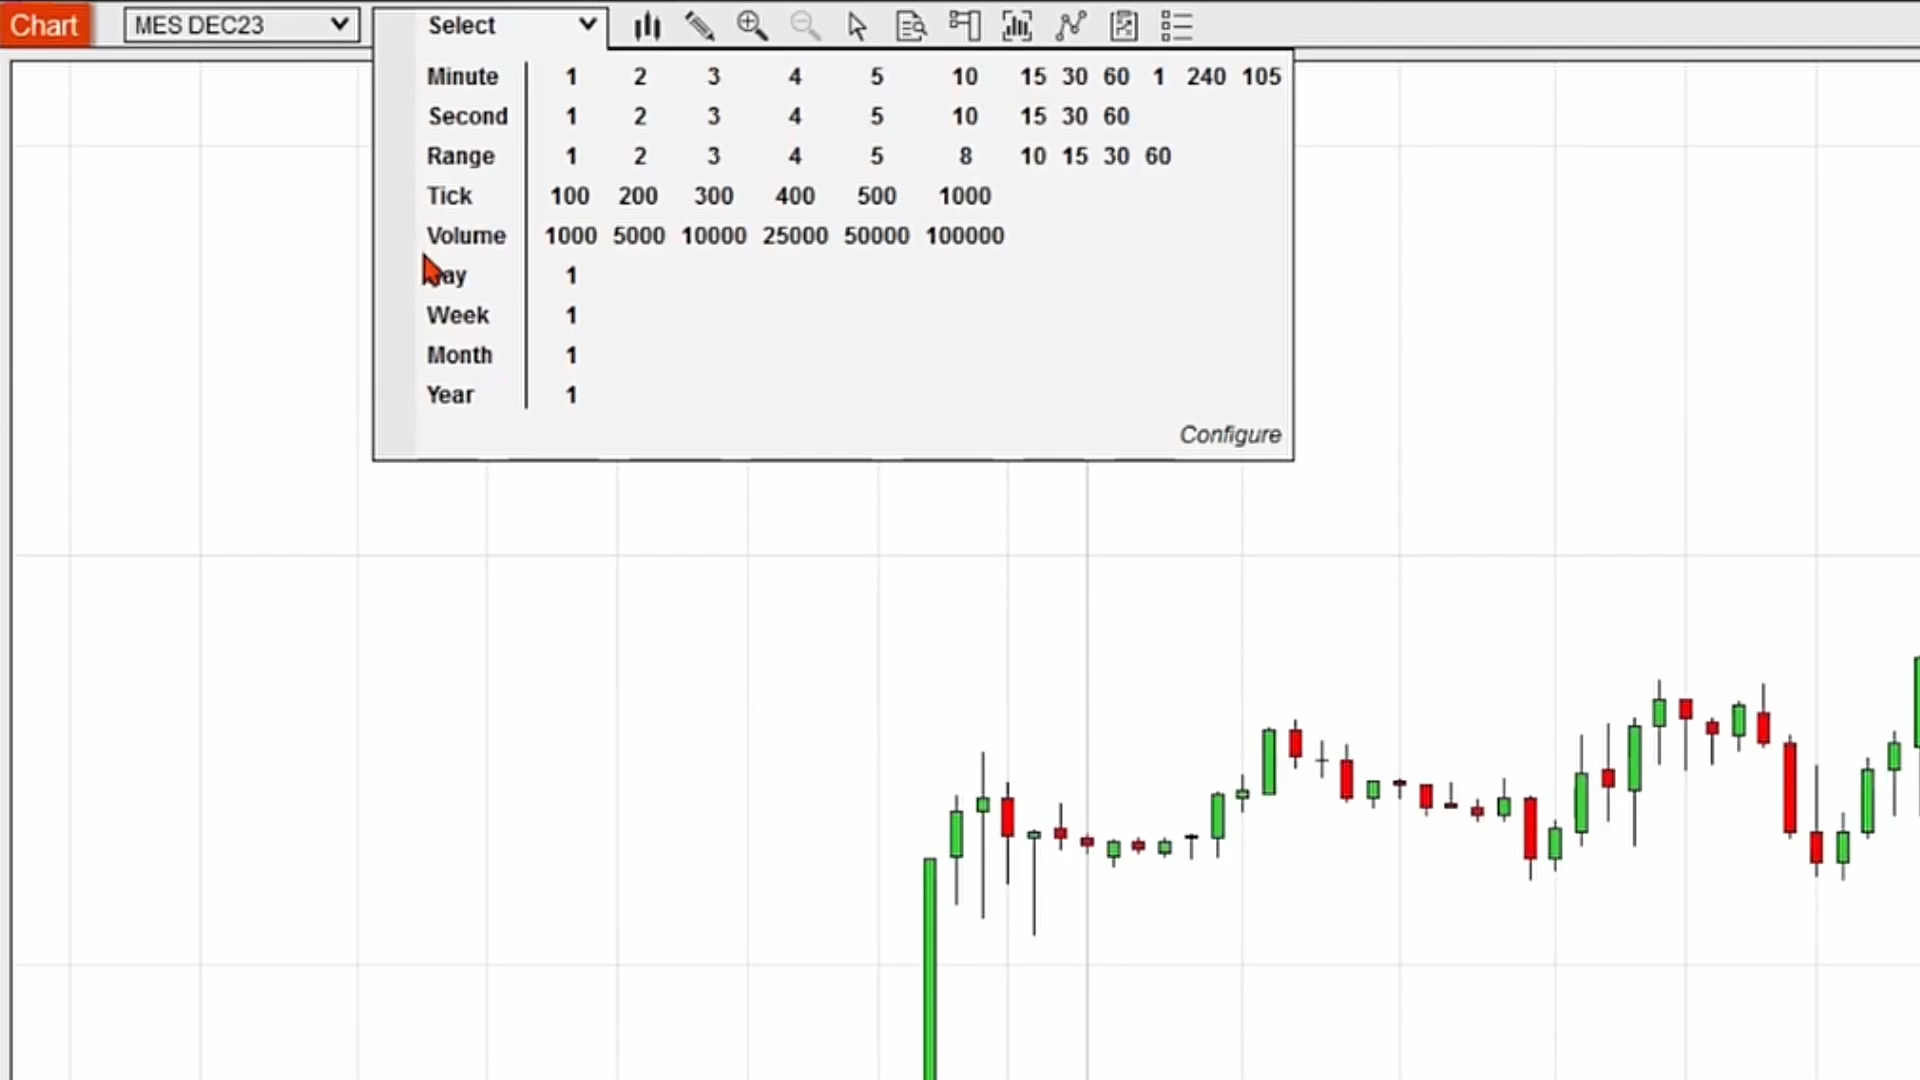 Chart MES DEC23 Select
Minute 1 2 3 4 5 10 15 30 60 1 240 105
Second 1 2 3 4 5 10 15 30 60
Range 1 2 3 4 5 8 10 15 30 60
Tick 100 200 300 400 500 1000
Volume 1000 5000 10000 25000 50000 100000
ay 1
Week 1
Month 1
Year 1
Configure